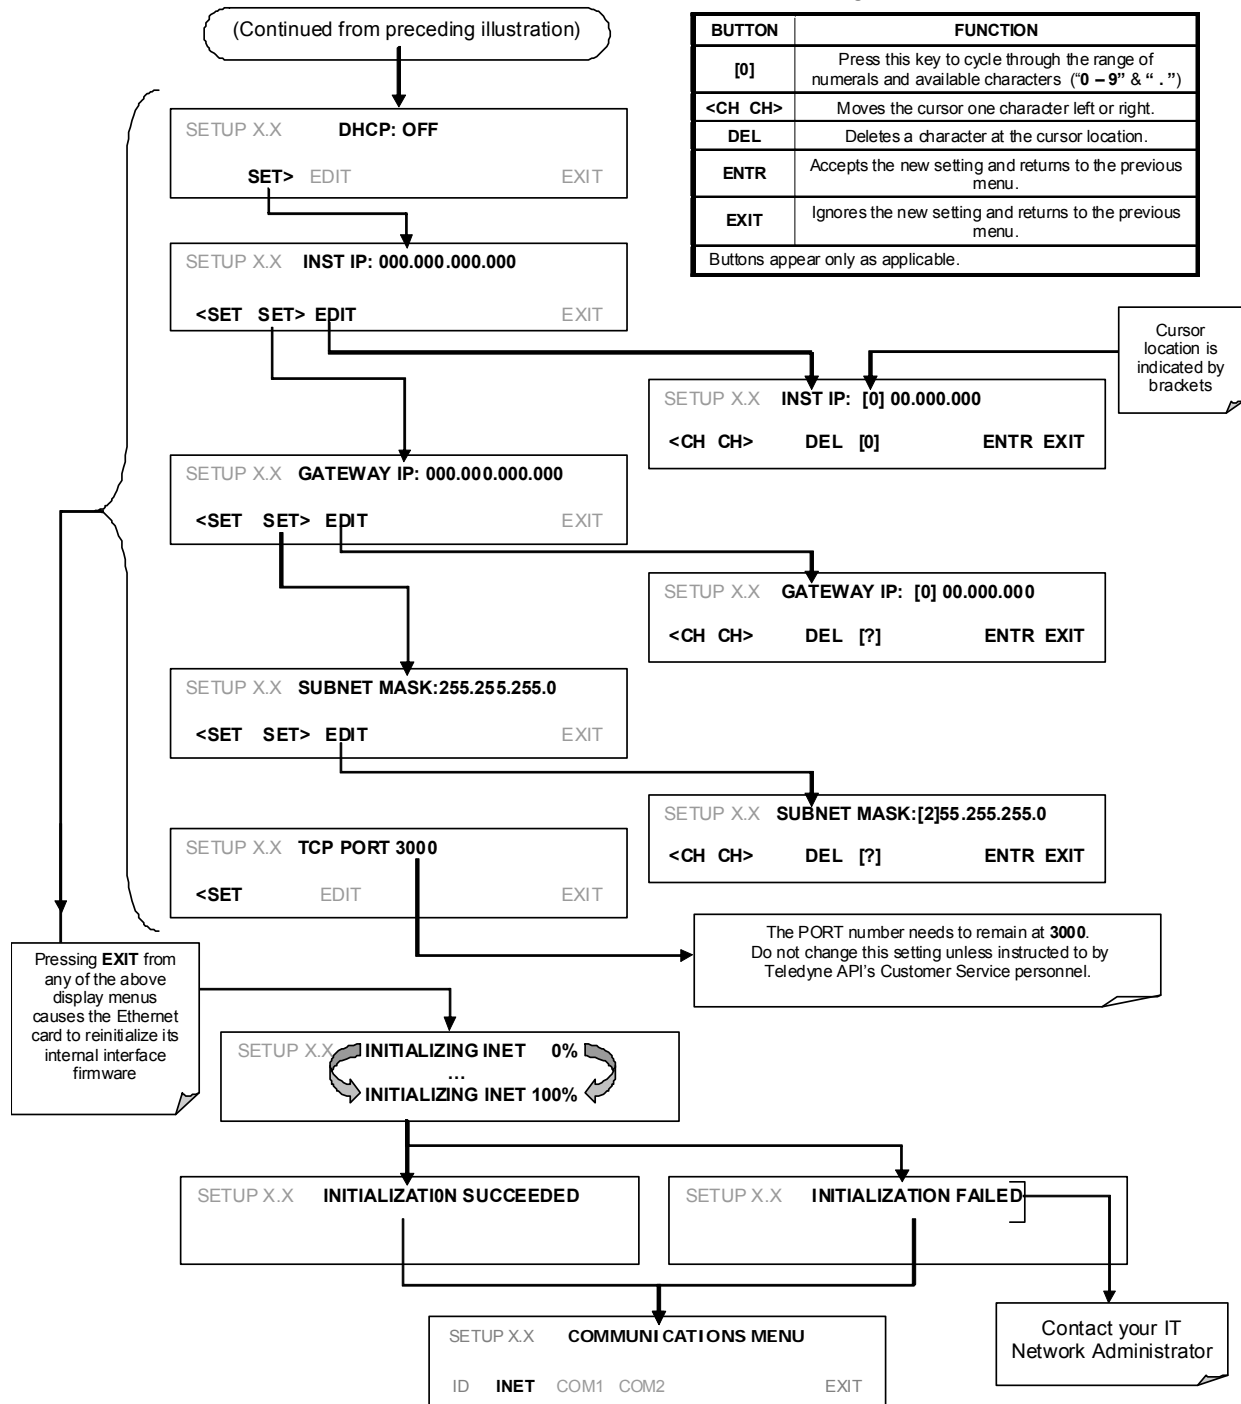 (Continued from preceding illustration)
BUTTON FUNCTION
[0] Press this key to cycle through the range of
numerals and available characters (“0 – 9” & “ . ”)
<CH CH> Moves the cursor one character left or right.
DEL Deletes a character at the cursor location.
ENTR Accepts the new setting and returns to the previous
menu.
EXIT Ignores the new setting and returns to the previous
menu.
Buttons appear only as applicable.
SETUP X.X DHCP: OFF
SET> EDIT EXIT
SETUP X.X INST IP: 000.000.000.000
<SET SET> EDIT EXIT
Cursor
location is
indicated by
brackets
SETUP X.X INST IP: [0] 00.000.000
<CH CH> DEL [0] ENTR EXIT
SETUP X.X GATEWAY IP: 000.000.000.000
<SET SET> EDIT EXIT
SETUP X.X GATEWAY IP: [0] 00.000.000
<CH CH> DEL [?] ENTR EXIT
SETUP X.X SUBNET MASK:255.255.255.0
<SET SET> EDIT EXIT
SETUP X.X SUBNET MASK:[2]55.255.255.0
<CH CH> DEL [?] ENTR EXIT
SETUP X.X TCP PORT 3000
<SET EDIT EXIT
The PORT number needs to remain at 3000.
Do not change this setting unless instructed to by
Teledyne API’s Customer Service personnel.
Pressing EXIT from
any of the above
display menus
causes the Ethernet
card to reinitialize its
internal interface
firmware
SETUP X.X INITIALIZING INET 0%
…
INITIALIZING INET 100%
SETUP X.X INITIALIZATI0N SUCCEEDED
SETUP X.X INITIALIZATION FAILED
Contact your IT
Network Administrator
SETUP X.X COMMUNICATIONS MENU
ID INET COM1 COM2 EXIT